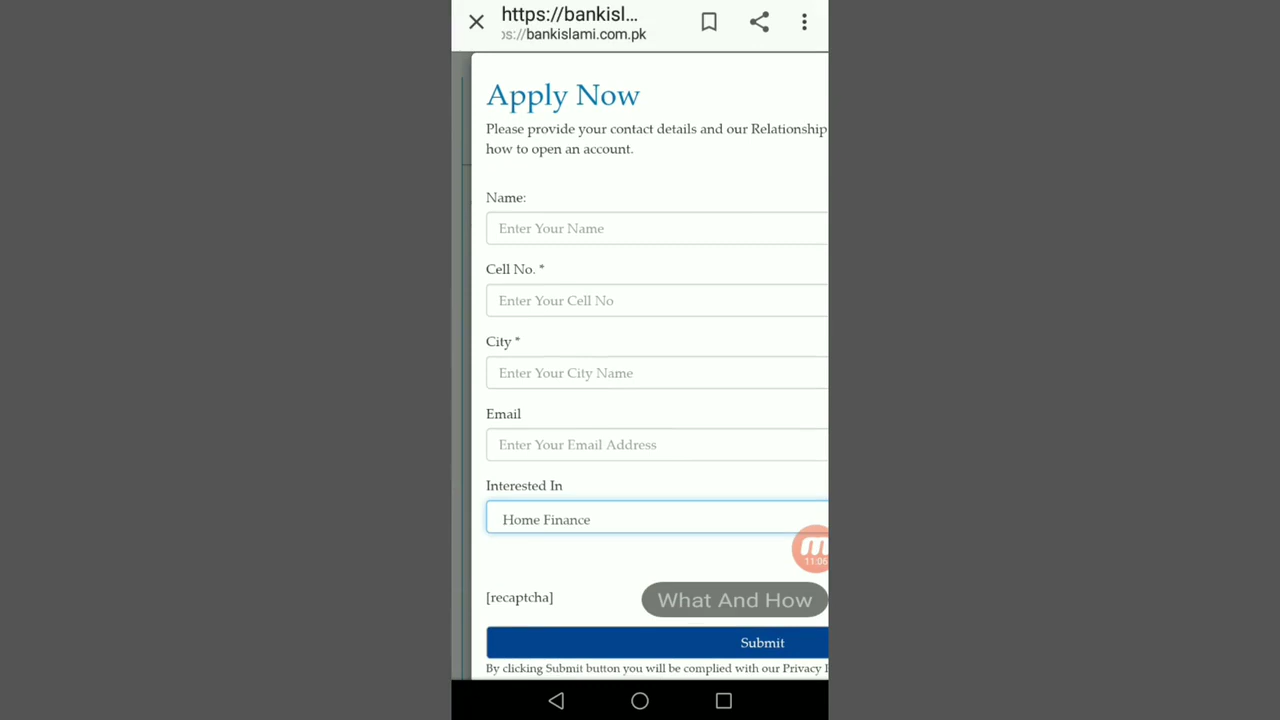 https://bankisl...
s://bankislami.com.pk
Apply Now
Please provide your contact details and our Relationship
how to open an account.
Name:
Enter Your Name
Cell No. *
Enter Your Cell No
City *
Enter Your City Name
Email
Enter Your Email Address
Interested In
Home Finance
11:06
[recaptcha]
What And How
Submit
By clicking Submit button you will be complied with our Privacy